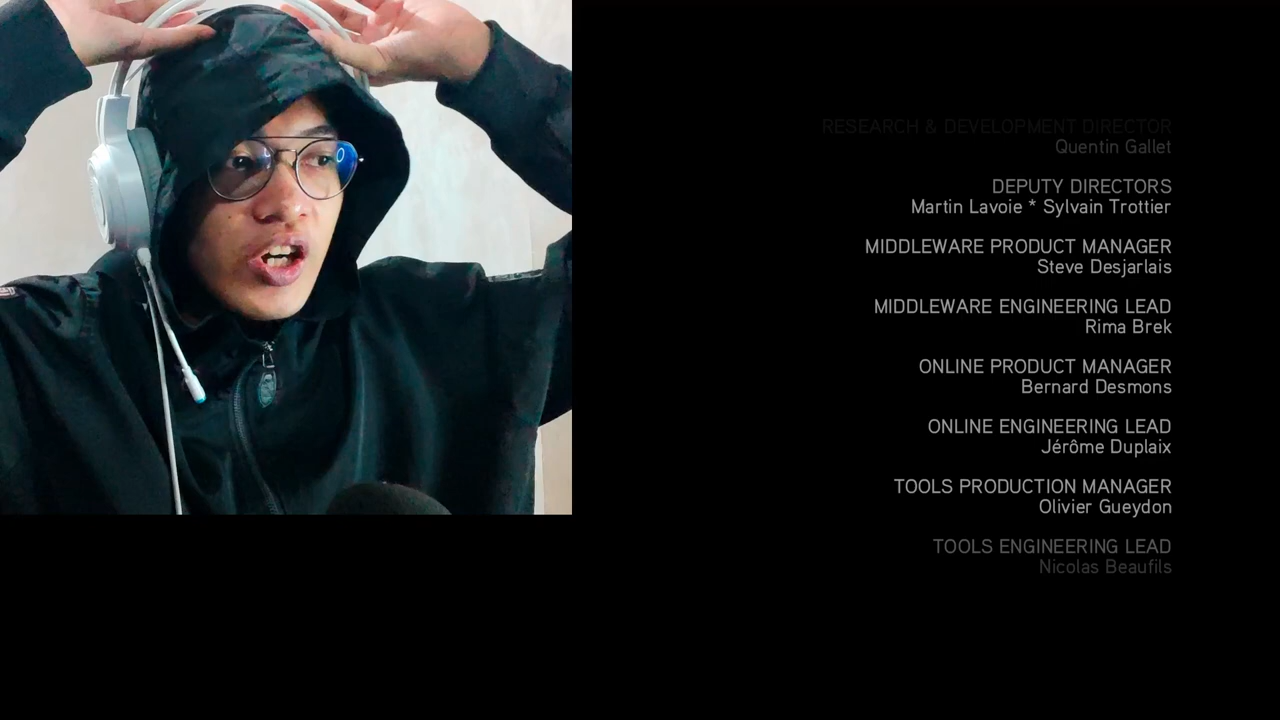 RESEARCH & DEVELOPMENT DIRECTOR
Quentin Gallet
DEPUTY DIRECTORS
Martin Lavoie * Sylvain Trottier
MIDDLEWARE PRODUCT MANAGER
Steve Desjarlais
MIDDLEWARE ENGINEERING LEAD
Rima Brek
ONLINE PRODUCT MANAGER
Bernard Desmons
ONLINE ENGINEERING LEAD
Jérôme Duplaix
TOOLS PRODUCTION MANAGER
Olivier Gueydon
TOOLS ENGINEERING LEAD
Nicolas Beaufils